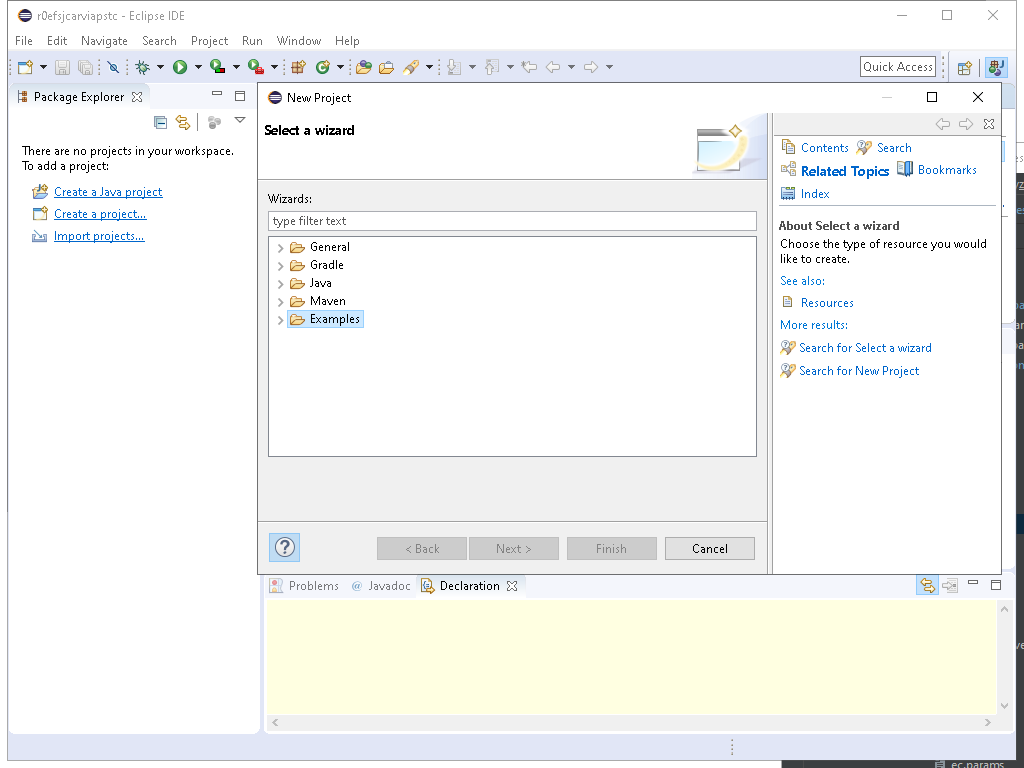 r0efsjcarviapstc - Eclipse IDE
File Edit Navigate Search Project Run Window Help
Quick Access
Package Explorer
There are no projects in your workspace.
To add a project:
Create a Java project
Create a project...
Import projects...
New Project
Select a wizard
Wizards:
type filter text
General
Gradle
Java
Maven
Examples
?
< Back Next > Finish Cancel
Contents Search
Related Topics Bookmarks
Index
About Select a wizard
Choose the type of resource you would
like to create.
See also:
Resources
More results:
Search for Select a wizard
Search for New Project
Problems @ Javadoc Declaration
ec.params